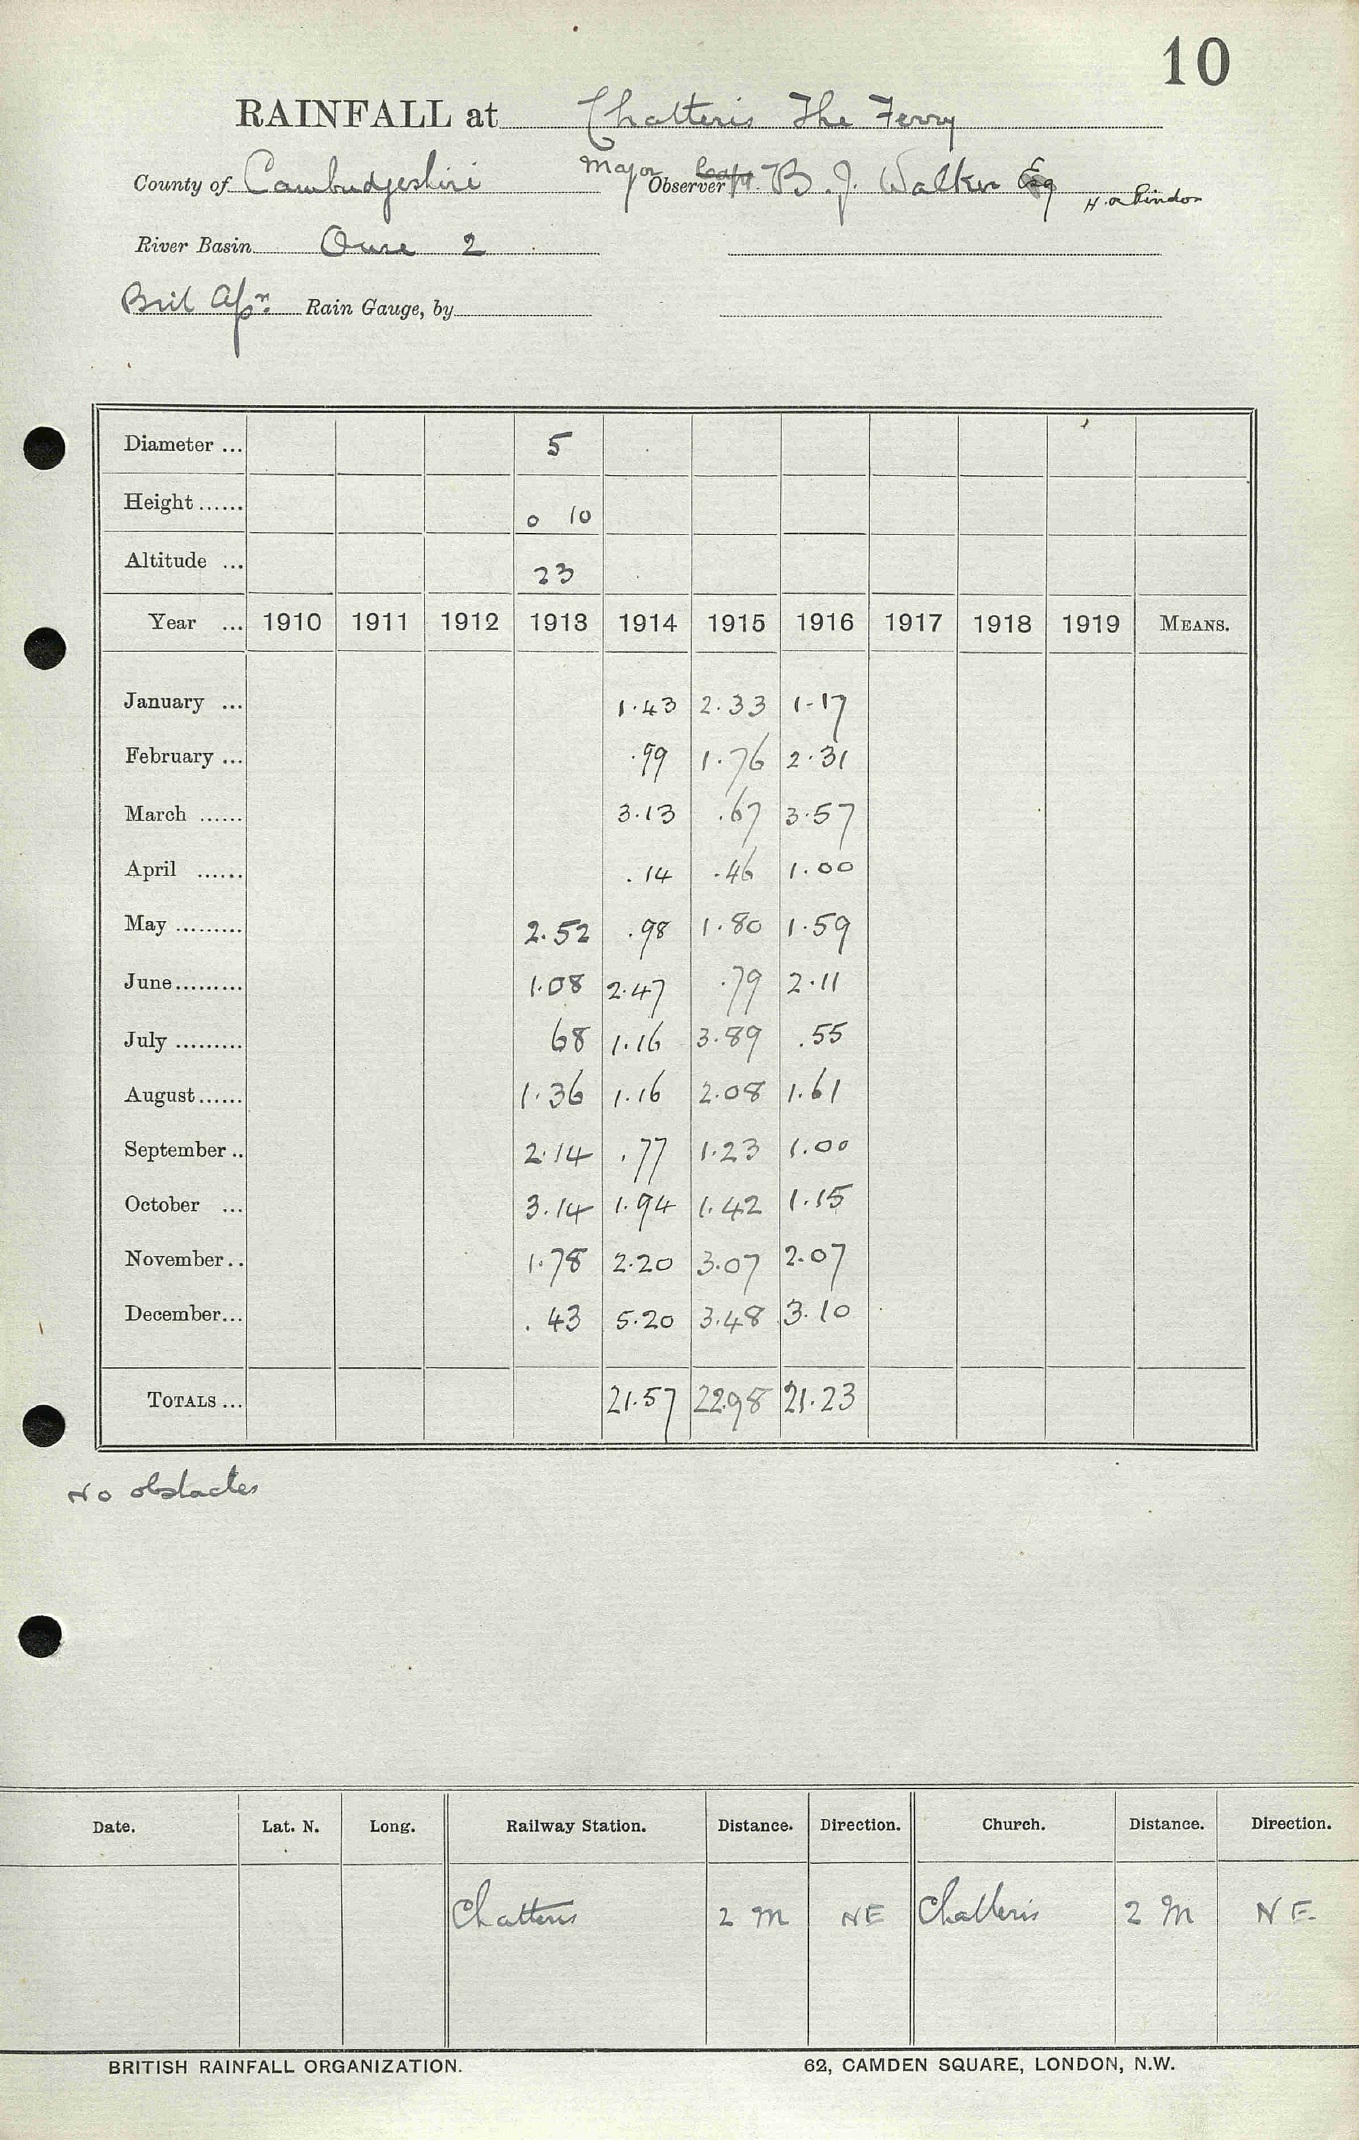 10
RAINFALL at Chatteris The Ferry
County of Cambridgeshire Major Observer Capt. B. J. Walker Esq
River Basin Ouse 2
Brit Assn. Rain Gauge, by
Diameter ... 5
Height ...... 0 10
Altitude ... 23
Year ... 1910 1911 1912 1913 1914 1915 1916 1917 1918 1919 MEANS.
January ... 1.43 2.33 1.17
February ... .99 1.76 2.31
March ...... 3.13 .67 3.57
April ...... .14 .46 1.00
May ......... 2.52 .98 1.80 1.59
June ......... 1.08 2.47 .79 2.11
July ......... 68 1.16 3.89 .55
August ...... 1.36 1.16 2.08 1.61
September .. 2.14 .77 1.23 1.00
October ... 3.14 1.94 1.42 1.15
November .. 1.78 2.20 3.07 2.07
December ... .43 5.20 3.48 3.10
TOTALS ... 21.57 22.98 21.23
No obstacles
Date. Lat. N. Long. Railway Station. Distance. Direction. Church. Distance. Direction.
Chatteris 2 M NE Chatteris 2 M NE.
BRITISH RAINFALL ORGANIZATION. 62, CAMDEN SQUARE, LONDON, N.W.